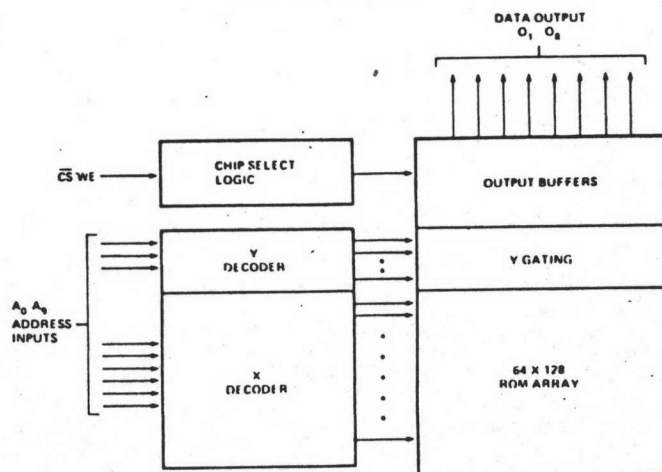 DATA OUTPUT
O1 O8
CHIP SELECT
LOGIC
CS WE
OUTPUT BUFFERS
Y
DECODER
Y GATING
A0 A9
ADDRESS
INPUTS
X
DECODER
64 X 128
ROM ARRAY